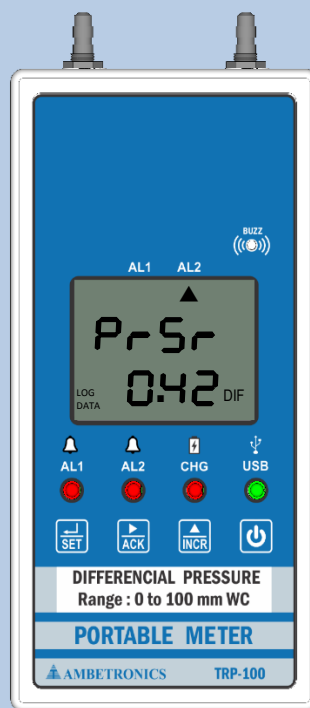 BUZZ
AL1 AL2
PrSr
LOG
DATA
0.42 DIF
AL1 AL2 CHG USB
SET ACK INCR
DIFFERENCIAL PRESSURE
Range : 0 to 100 mm WC
PORTABLE METER
AMBETRONICS TRP-100